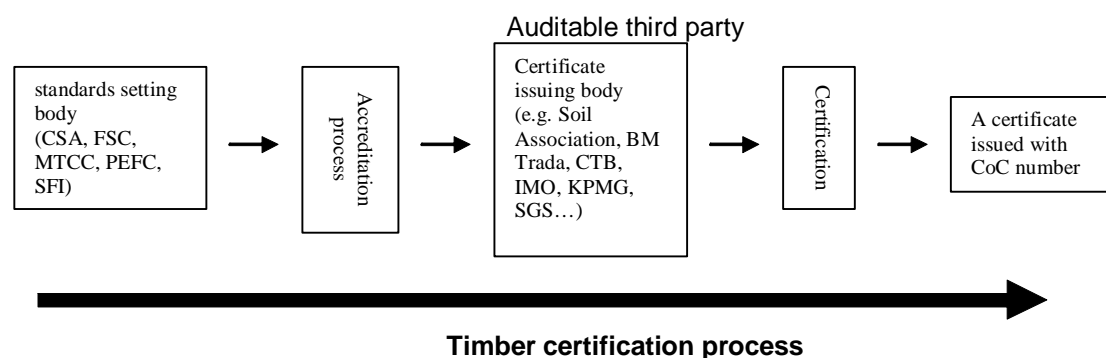 Auditable third party
standards setting
body
(CSA, FSC,
MTCC, PEFC,
SFI)
Accreditation
process
Certificate
issuing body
(e.g. Soil
Association, BM
Trada, CTB,
IMO, KPMG,
SGS…)
Certification
A certificate
issued with
CoC number
Timber certification process